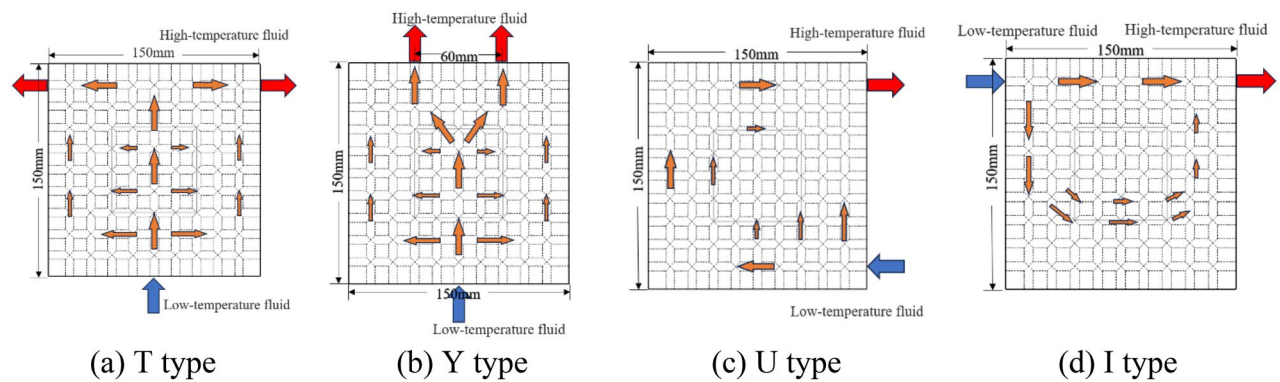 High-temperature fluid
150mm
150mm
Low-temperature fluid
(a) T type
High-temperature fluid
60mm
150mm
150mm
Low-temperature fluid
(b) Y type
High-temperature fluid
150mm
150mm
Low-temperature fluid
(c) U type
Low-temperature fluid
High-temperature fluid
150mm
150mm
(d) I type